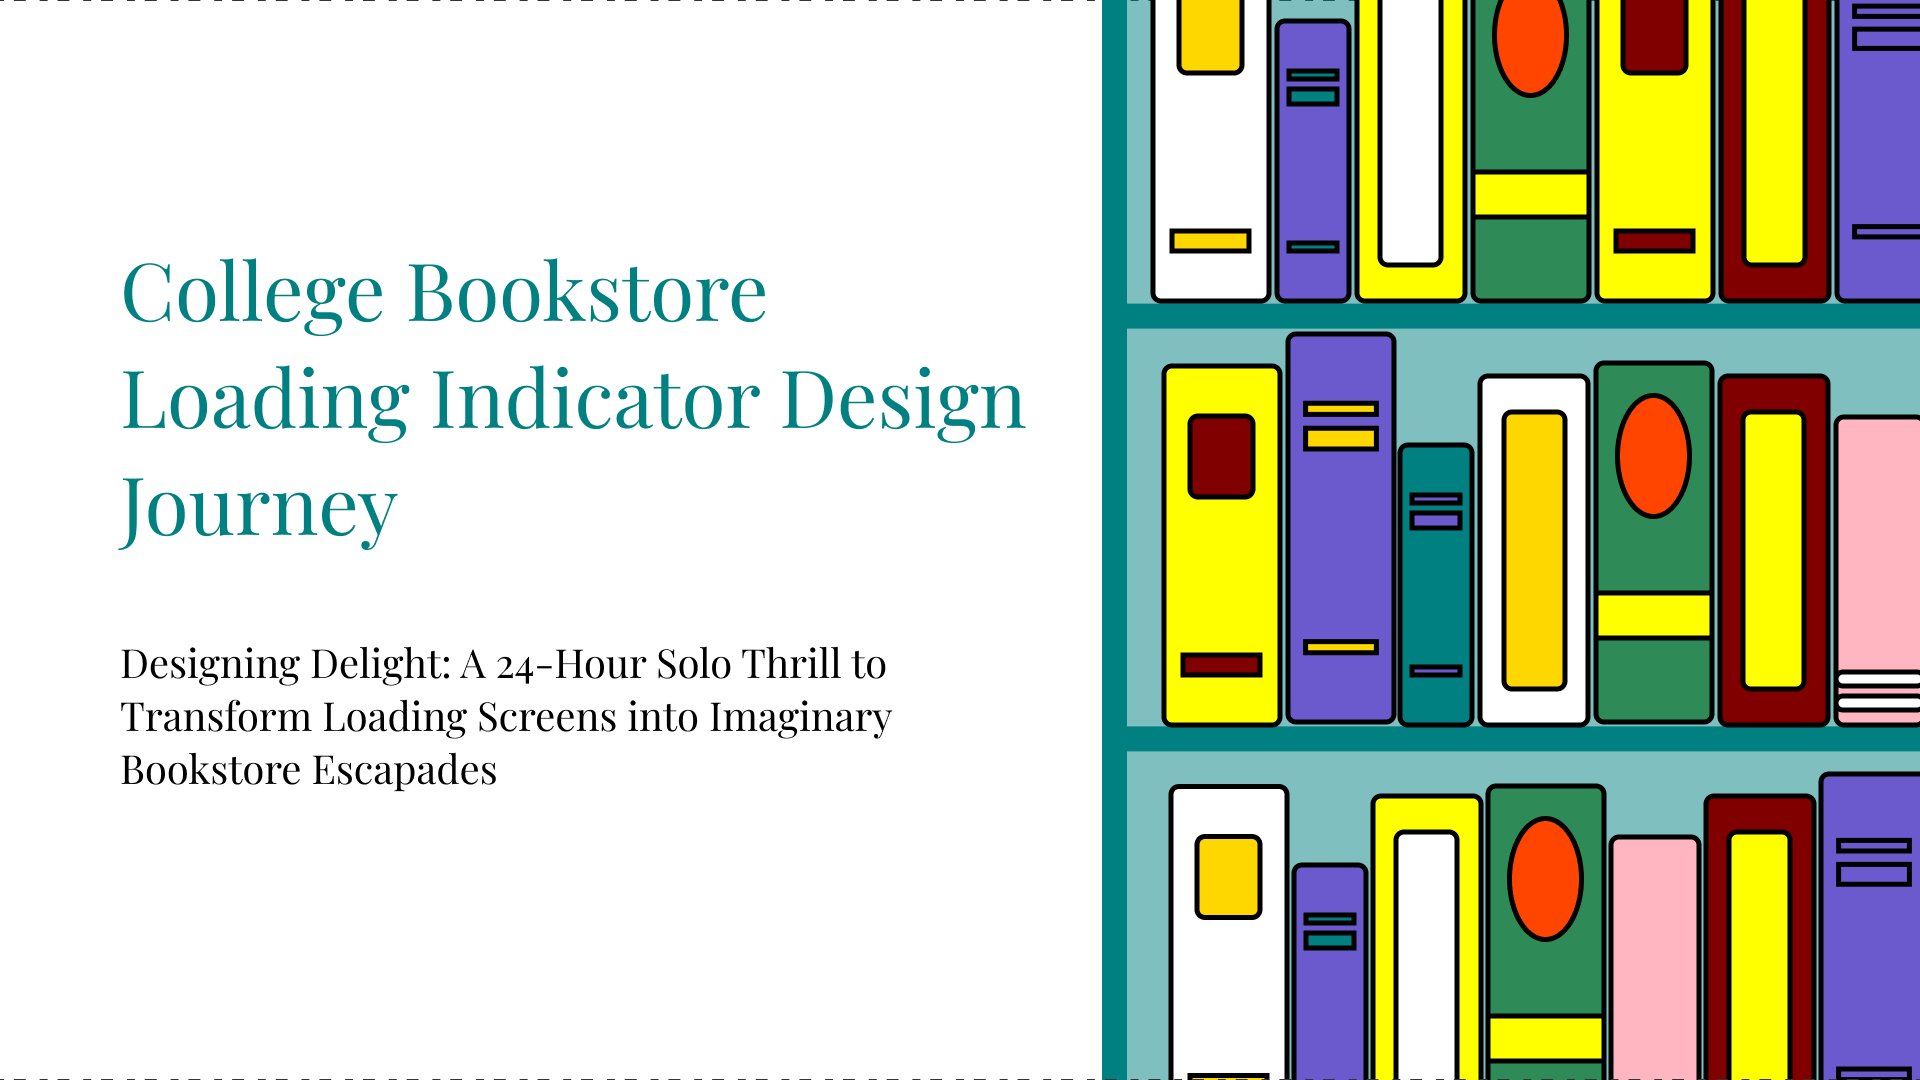 College Bookstore
Loading Indicator Design
Journey
Designing Delight: A 24-Hour Solo Thrill to
Transform Loading Screens into Imaginary
Bookstore Escapades